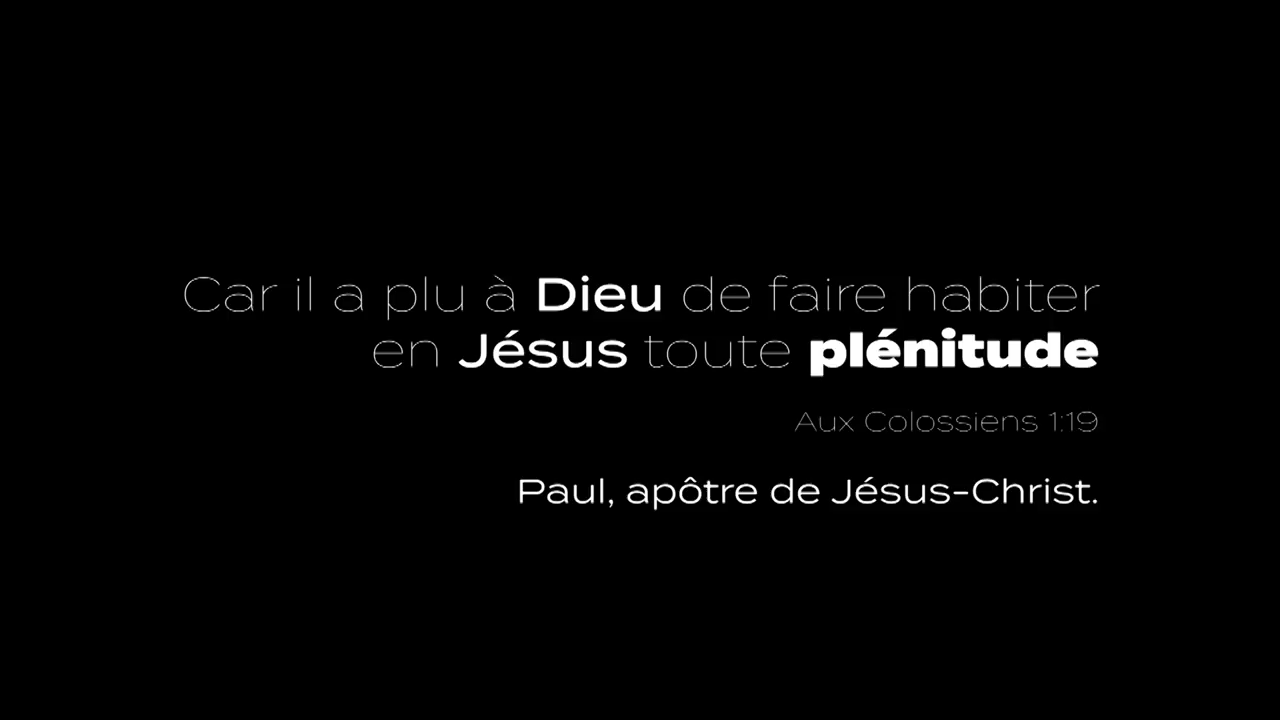 Car il a plu à Dieu de faire habiter
en Jésus toute plénitude
Aux Colossiens 1:19
Paul, apôtre de Jésus-Christ.